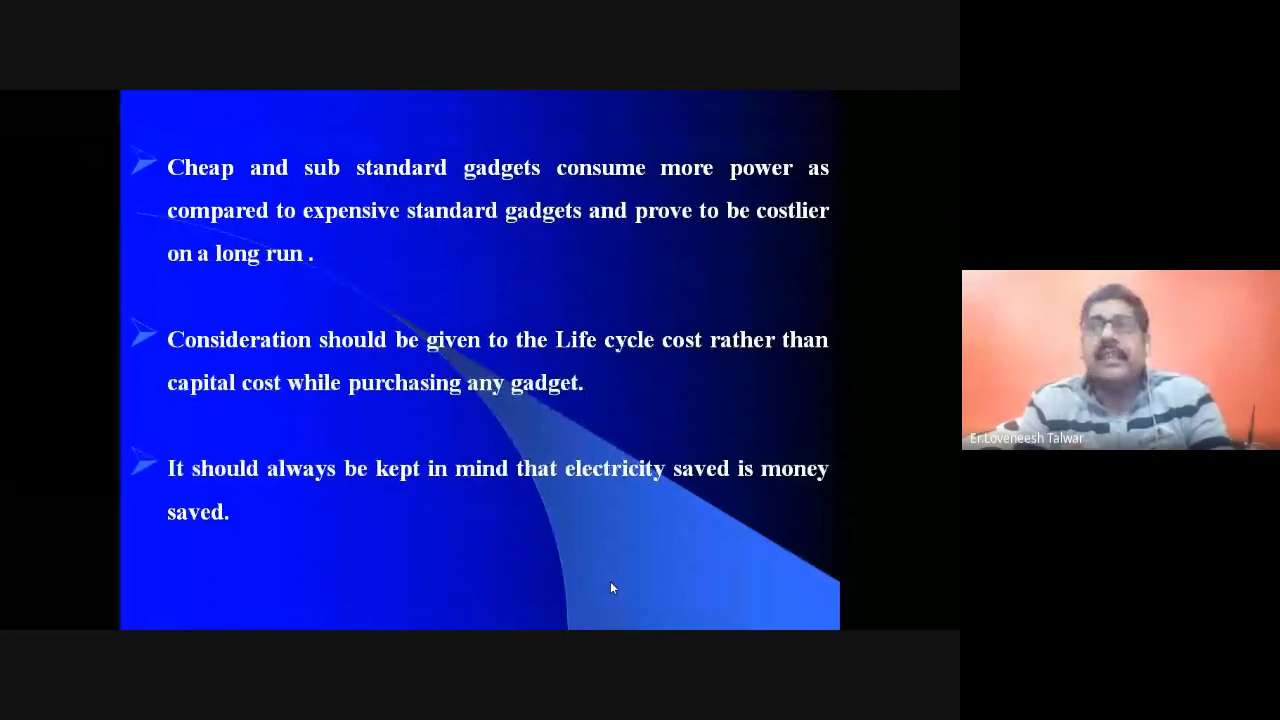 Cheap and sub standard gadgets consume more power as
compared to expensive standard gadgets and prove to be costlier
on a long run .
Consideration should be given to the Life cycle cost rather than
capital cost while purchasing any gadget.
It should always be kept in mind that electricity saved is money
saved.
Er.Loveneesh Talwar